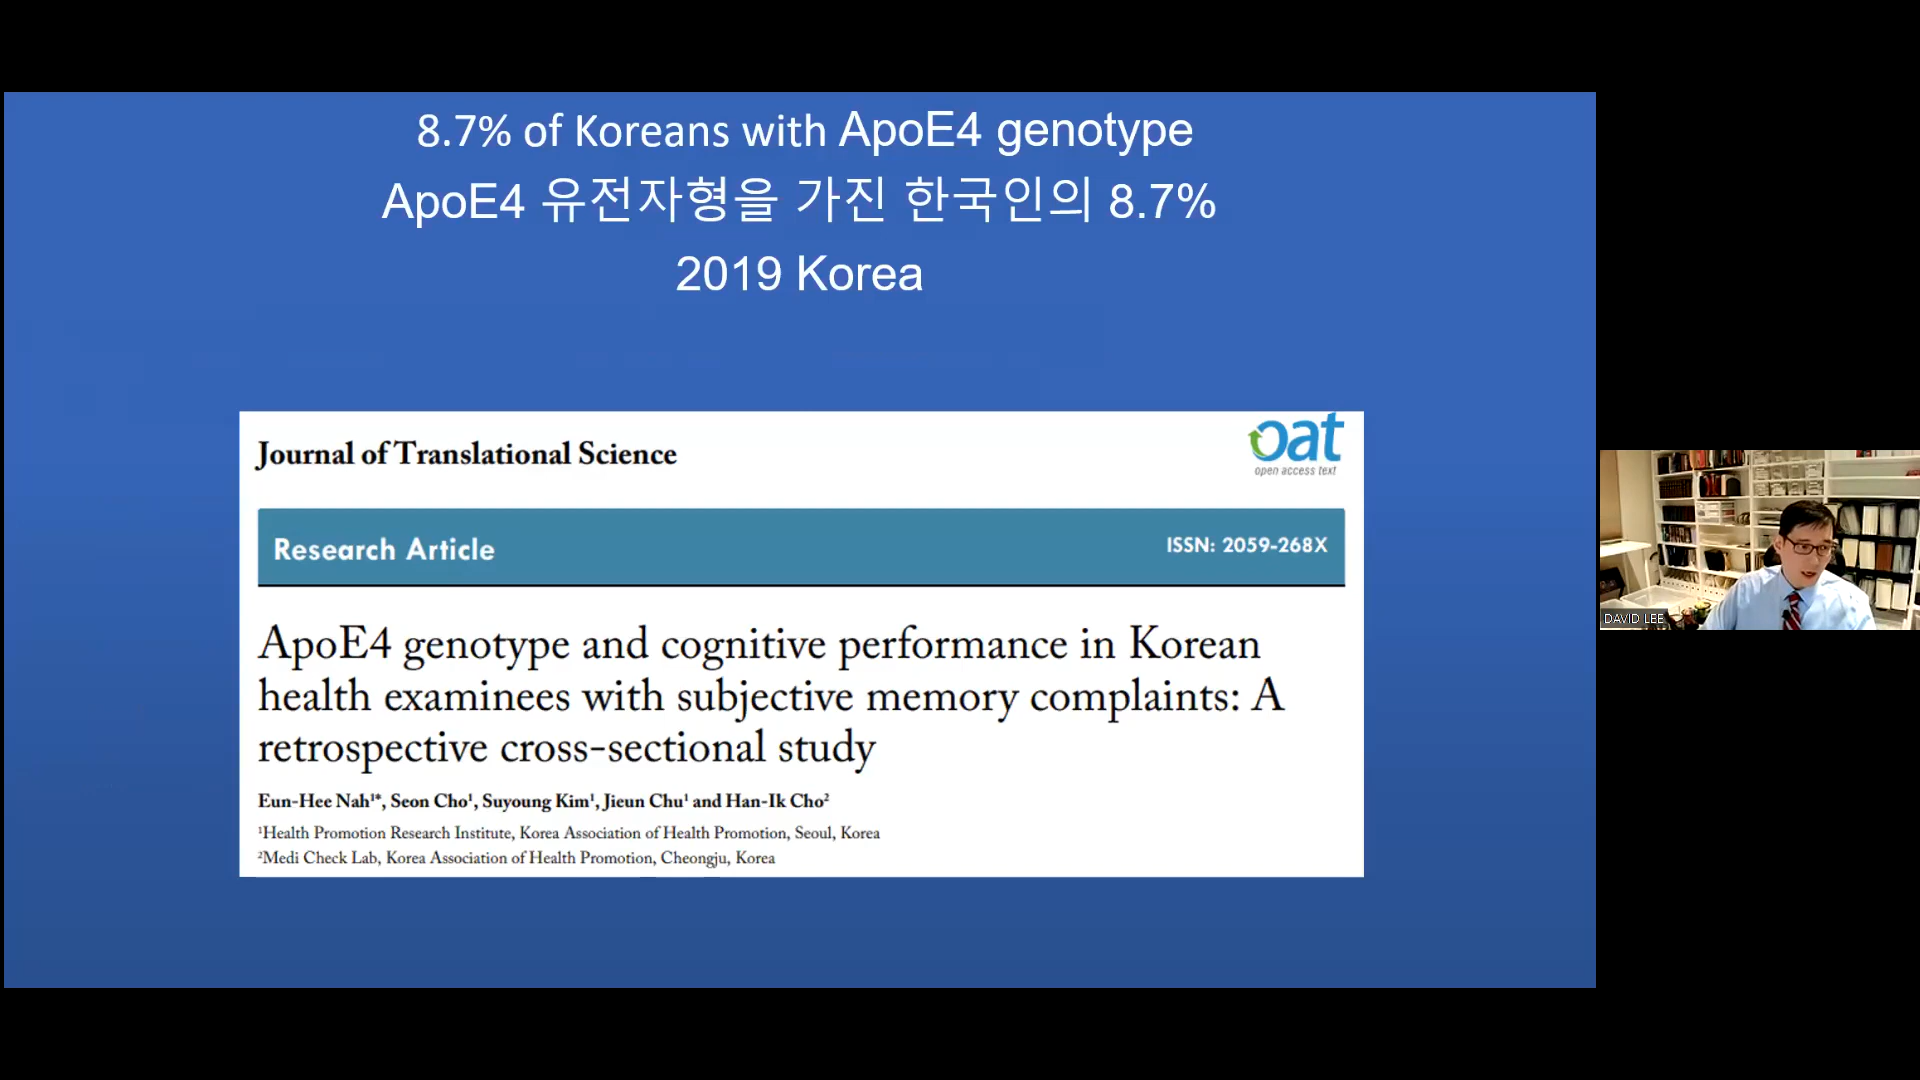 8.7% of Koreans with ApoE4 genotype
ApoE4 유전자형을 가진 한국인의 8.7%
2019 Korea
Journal of Translational Science
oat
open access text
Research Article
ISSN: 2059-268X
ApoE4 genotype and cognitive performance in Korean
health examinees with subjective memory complaints: A
retrospective cross-sectional study
Eun-Hee Nah¹*, Seon Cho¹, Suyoung Kim¹, Jieun Chu¹ and Han-Ik Cho²
¹Health Promotion Research Institute, Korea Association of Health Promotion, Seoul, Korea
²Medi Check Lab, Korea Association of Health Promotion, Cheongju, Korea
DAVID LEE